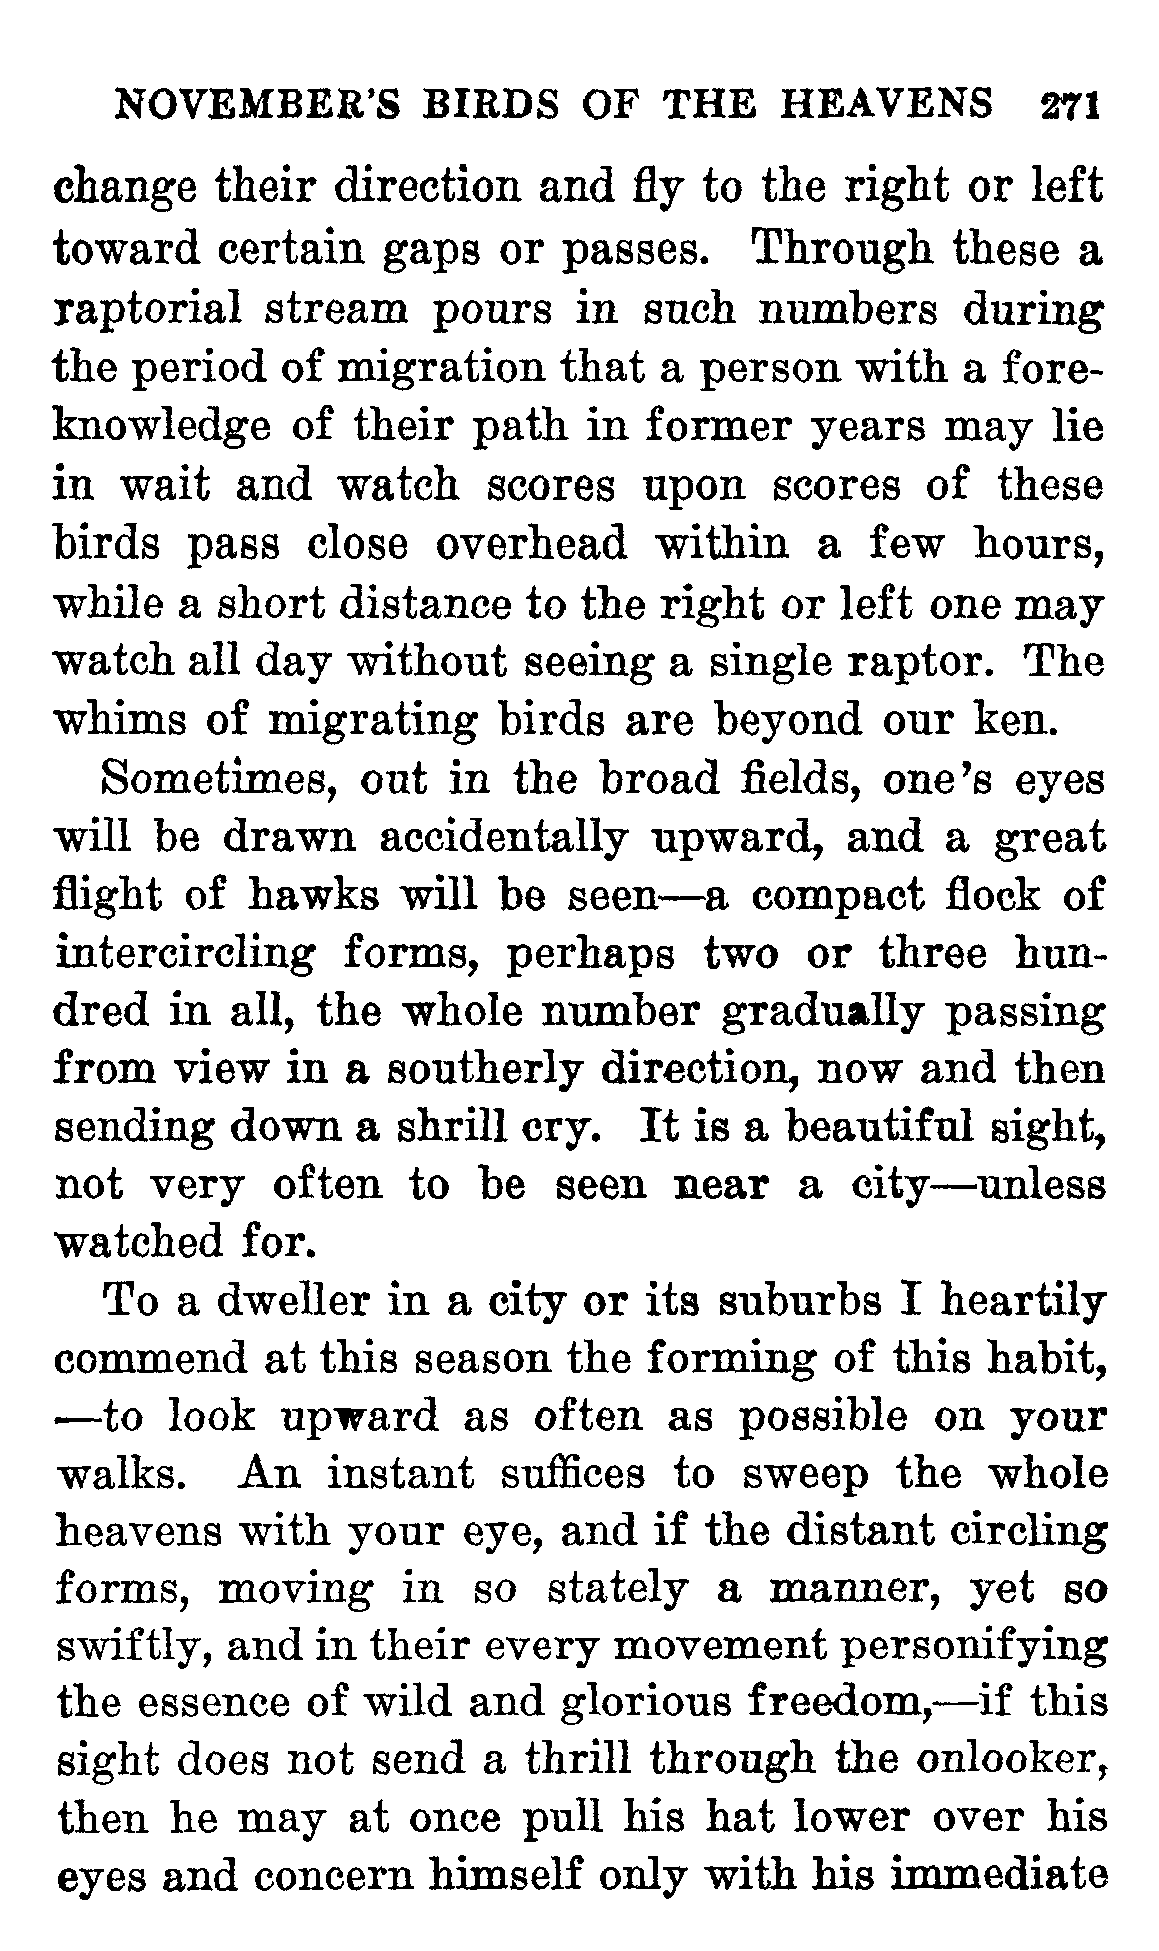 NOVEMBER'S BIRDS OF THE HEAVENS 271
change their direction and fly to the right or left
toward certain gaps or passes. Through these a
raptorial stream pours in such numbers during
the period of migration that a person with a fore-
knowledge of their path in former years may lie
in wait and watch scores upon scores of these
birds pass close overhead within a few hours,
while a short distance to the right or left one may
watch all day without seeing a single raptor. The
whims of migrating birds are beyond our ken.
Sometimes, out in the broad fields, one's eyes
will be drawn accidentally upward, and a great
flight of hawks will be seen—a compact flock of
intercircling forms, perhaps two or three hun-
dred in all, the whole number gradually passing
from view in a southerly direction, now and then
sending down a shrill cry. It is a beautiful sight,
not very often to be seen near a city—unless
watched for.
To a dweller in a city or its suburbs I heartily
commend at this season the forming of this habit,
—to look upward as often as possible on your
walks. An instant suffices to sweep the whole
heavens with your eye, and if the distant circling
forms, moving in so stately a manner, yet so
swiftly, and in their every movement personifying
the essence of wild and glorious freedom,—if this
sight does not send a thrill through the onlooker,
then he may at once pull his hat lower over his
eyes and concern himself only with his immediate